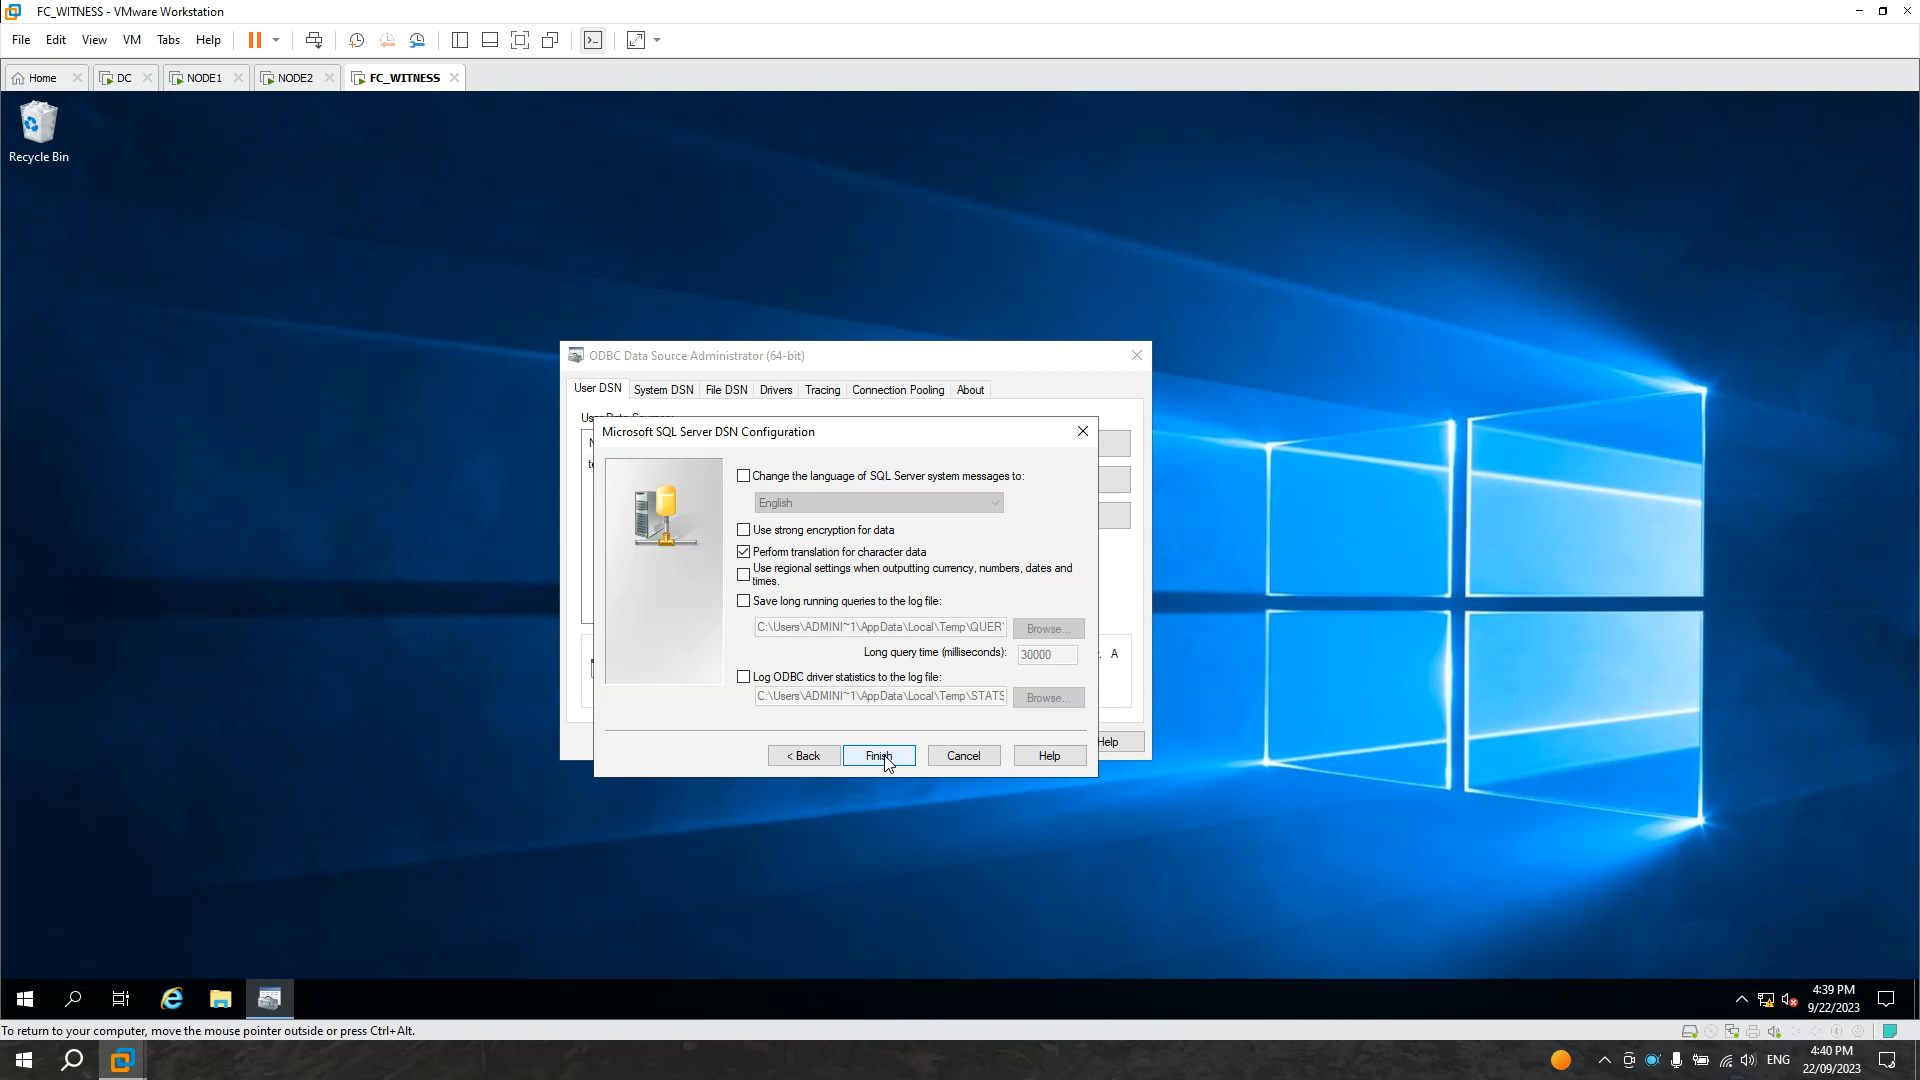 FC_WITNESS - VMware Workstation
File Edit View VM Tabs Help
Home DC NODE1 NODE2 FC_WITNESS
Recycle Bin
ODBC Data Source Administrator (64-bit)
User DSN System DSN File DSN Drivers Tracing Connection Pooling About
Microsoft SQL Server DSN Configuration
Change the language of SQL Server system messages to:
English
Use strong encryption for data
Perform translation for character data
Use regional settings when outputting currency, numbers, dates and
times.
Save long running queries to the log file:
C:\Users\ADMINI~1\AppData\Local\Temp\QUER
Browse...
Long query time (milliseconds): 30000
. A
Log ODBC driver statistics to the log file:
C:\Users\ADMINI~1\AppData\Local\Temp\STATS
Browse...
< Back Finish Cancel Help
Help
4:39 PM
9/22/2023
To return to your computer, move the mouse pointer outside or press Ctrl+Alt.
ENG
4:40 PM
22/09/2023